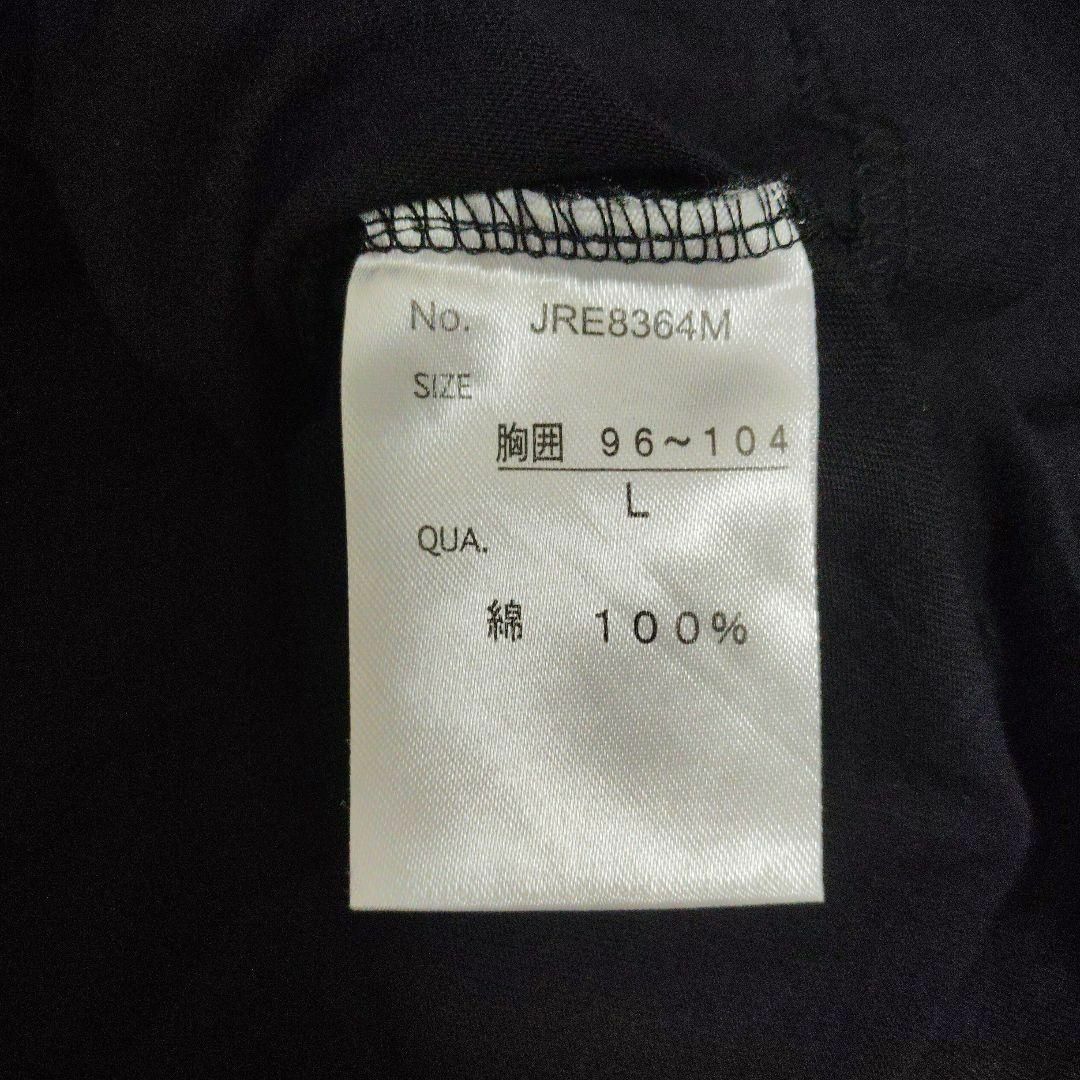 No. JRE8364M
SIZE
胸囲 96~104
L
QUA.
綿 100%